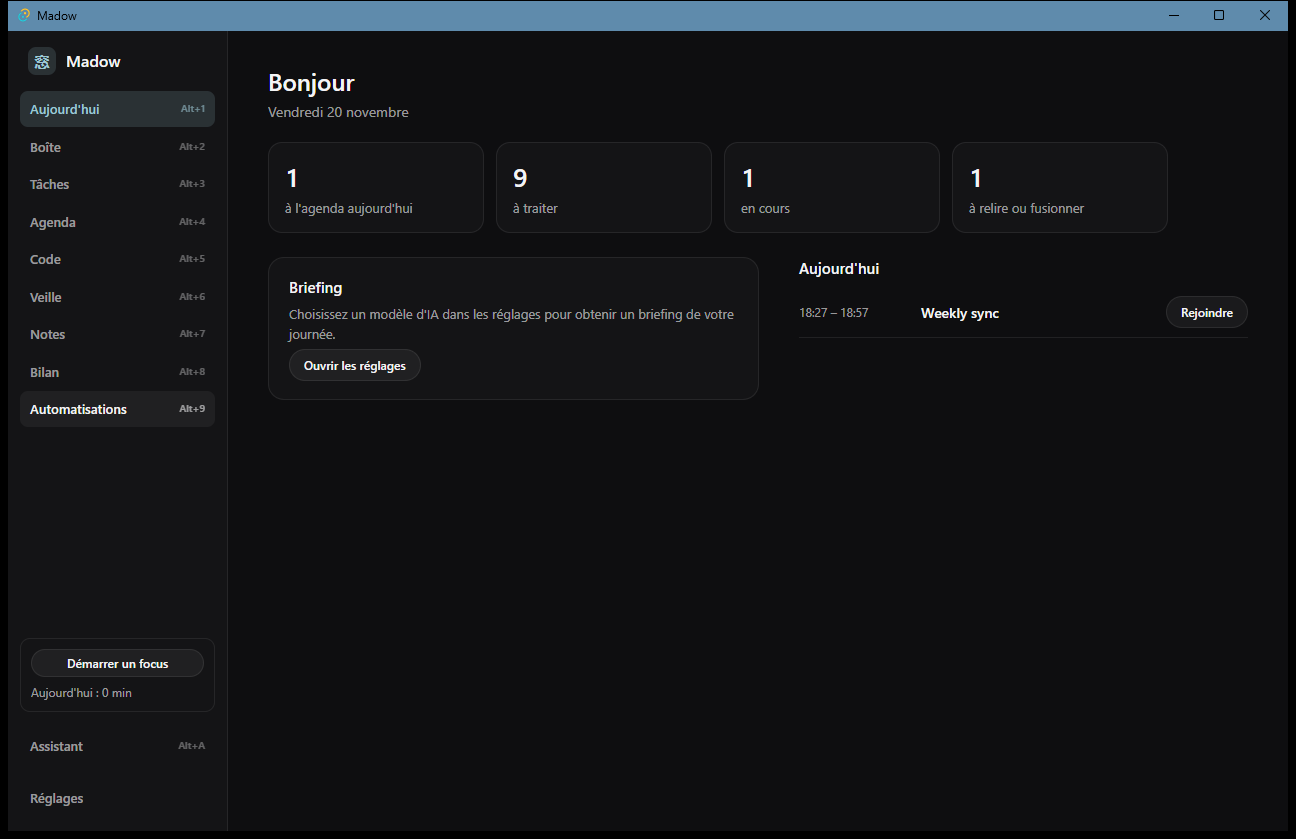 Madow
窓 Madow
Aujourd'hui Alt+1
Boîte Alt+2
Tâches Alt+3
Agenda Alt+4
Code Alt+5
Veille Alt+6
Notes Alt+7
Bilan Alt+8
Automatisations Alt+9
Démarrer un focus
Aujourd'hui : 0 min
Assistant Alt+A
Réglages
Bonjour
Vendredi 20 novembre
1
à l'agenda aujourd'hui
9
à traiter
1
en cours
1
à relire ou fusionner
Briefing
Choisissez un modèle d'IA dans les réglages pour obtenir un briefing de votre
journée.
Ouvrir les réglages
Aujourd'hui
18:27 – 18:57 Weekly sync Rejoindre